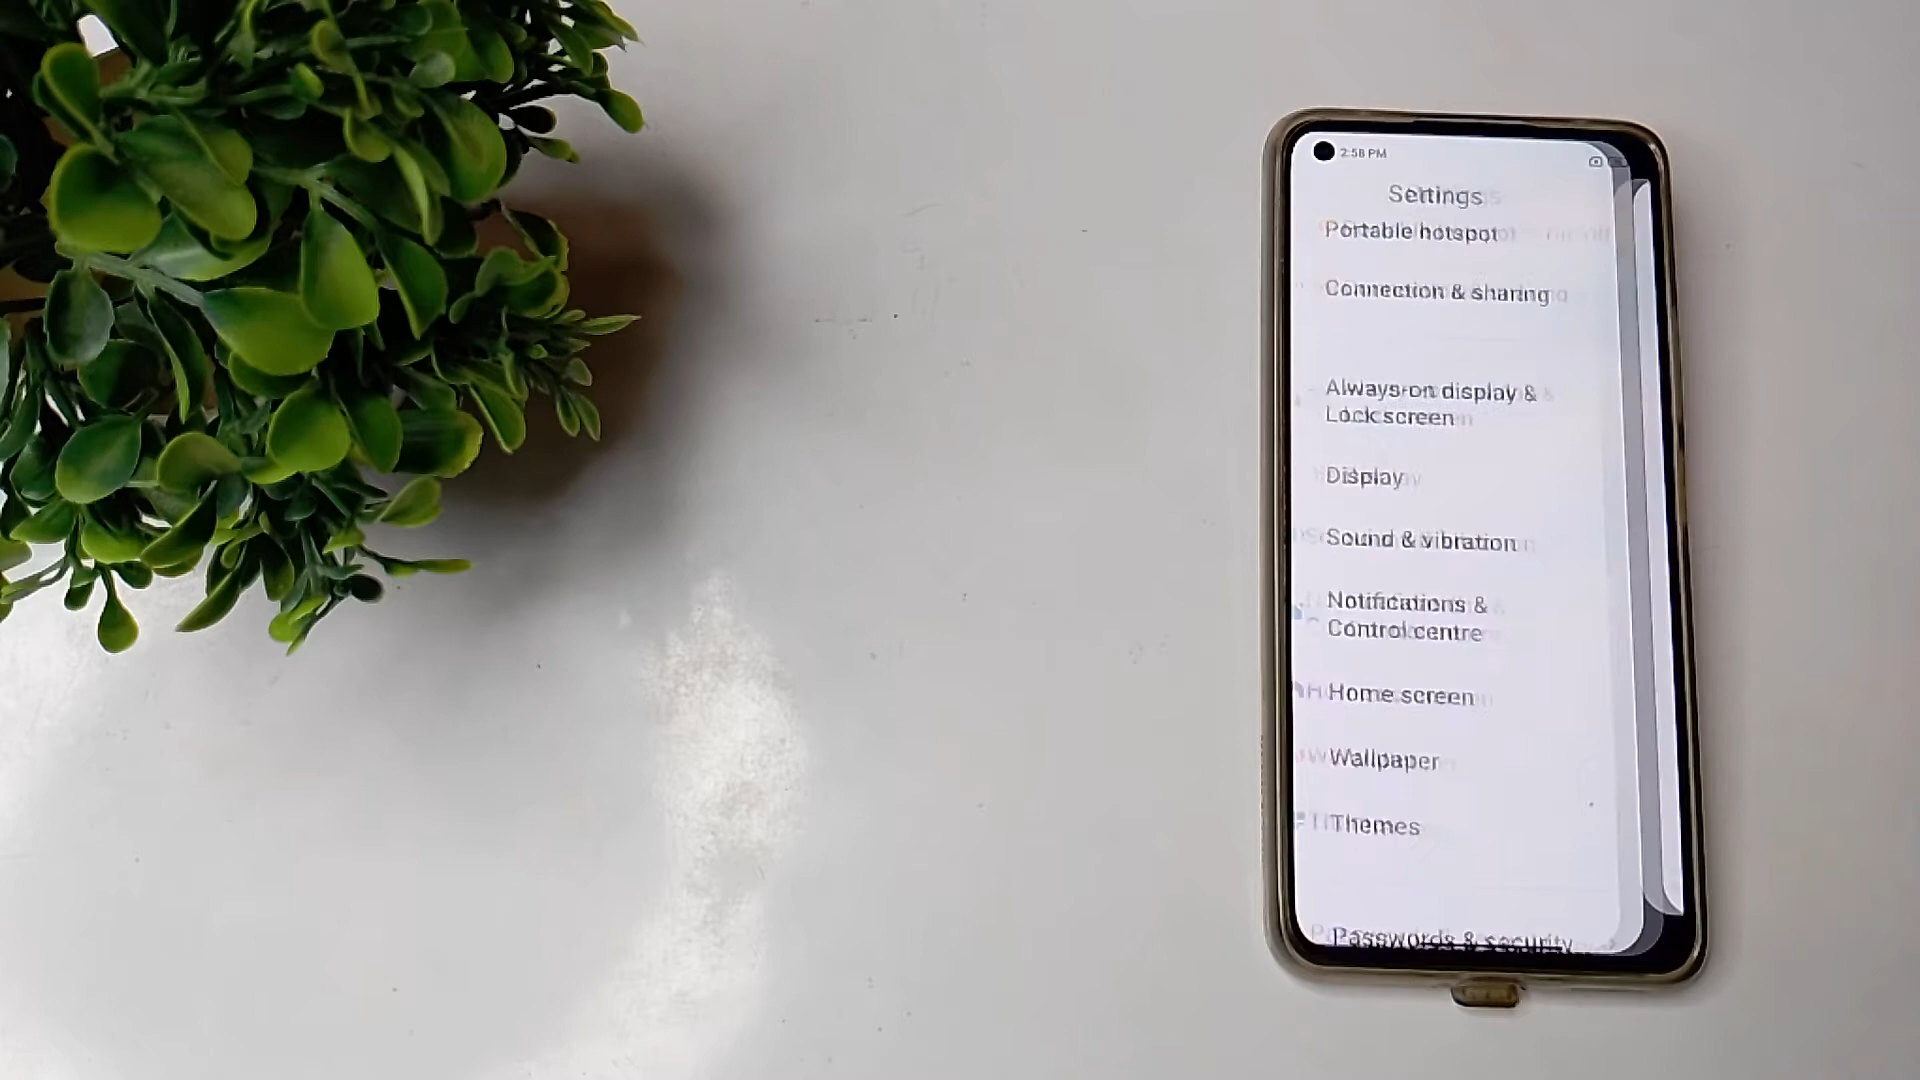 2:58 PM
Settings
Portable hotspot
Connection & sharing
Always-on display &
Lock screen
Display
Sound & vibration
Notifications &
Control centre
Home screen
Wallpaper
Themes
Passwords & security